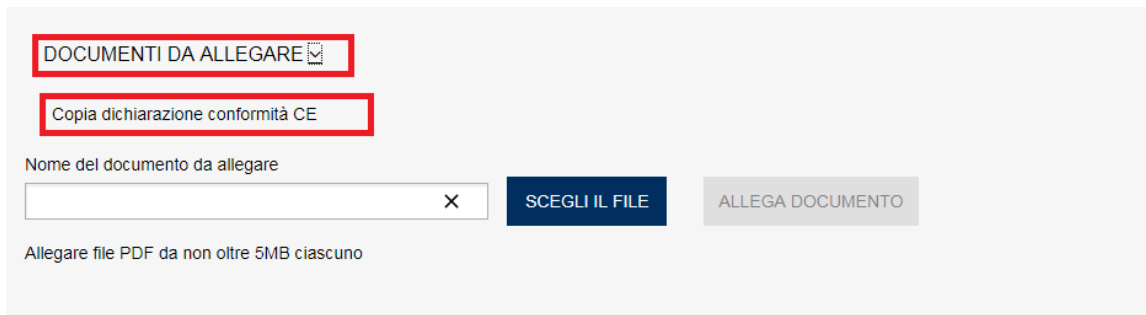 DOCUMENTI DA ALLEGARE
Copia dichiarazione conformità CE
Nome del documento da allegare
SCEGLI IL FILE
ALLEGA DOCUMENTO
Allegare file PDF da non oltre 5MB ciascuno